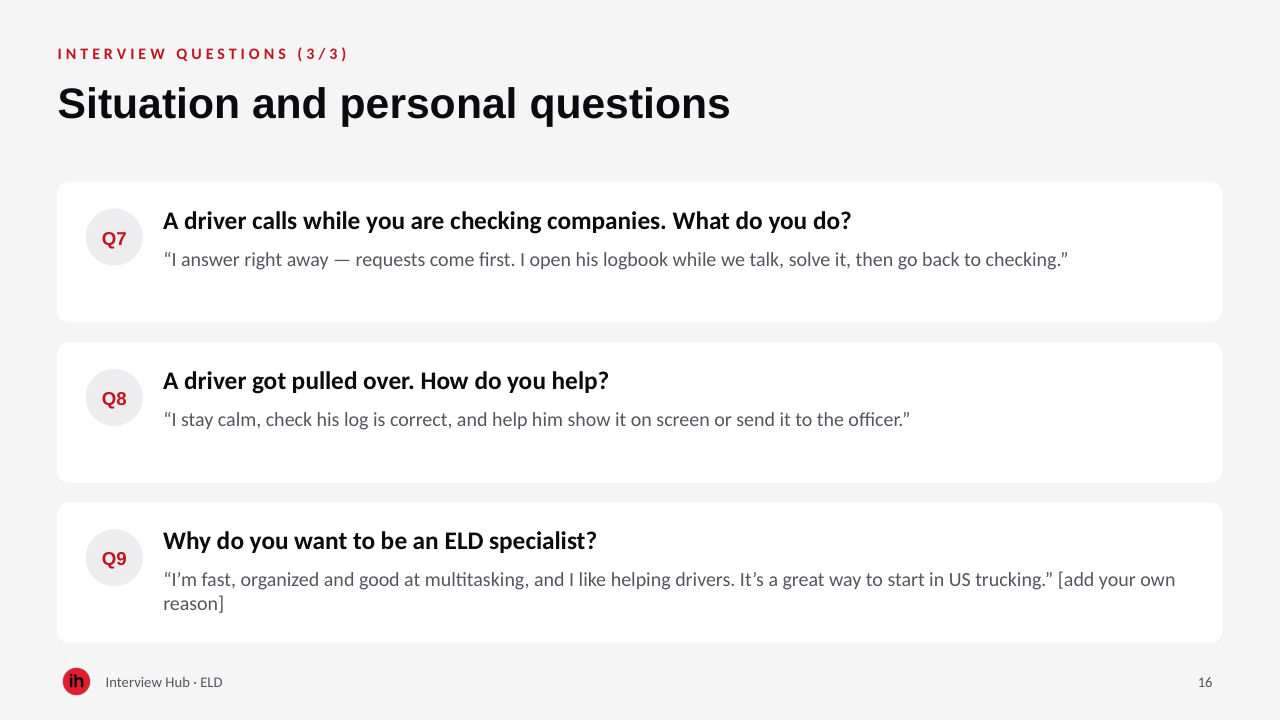 INTERVIEW QUESTIONS (3/3)
Situation and personal questions
Q7
A driver calls while you are checking companies. What do you do?
“I answer right away — requests come first. I open his logbook while we talk, solve it, then go back to checking.”
Q8
A driver got pulled over. How do you help?
“I stay calm, check his log is correct, and help him show it on screen or send it to the officer.”
Q9
Why do you want to be an ELD specialist?
“I’m fast, organized and good at multitasking, and I like helping drivers. It’s a great way to start in US trucking.” [add your own
reason]
ih
Interview Hub · ELD
16